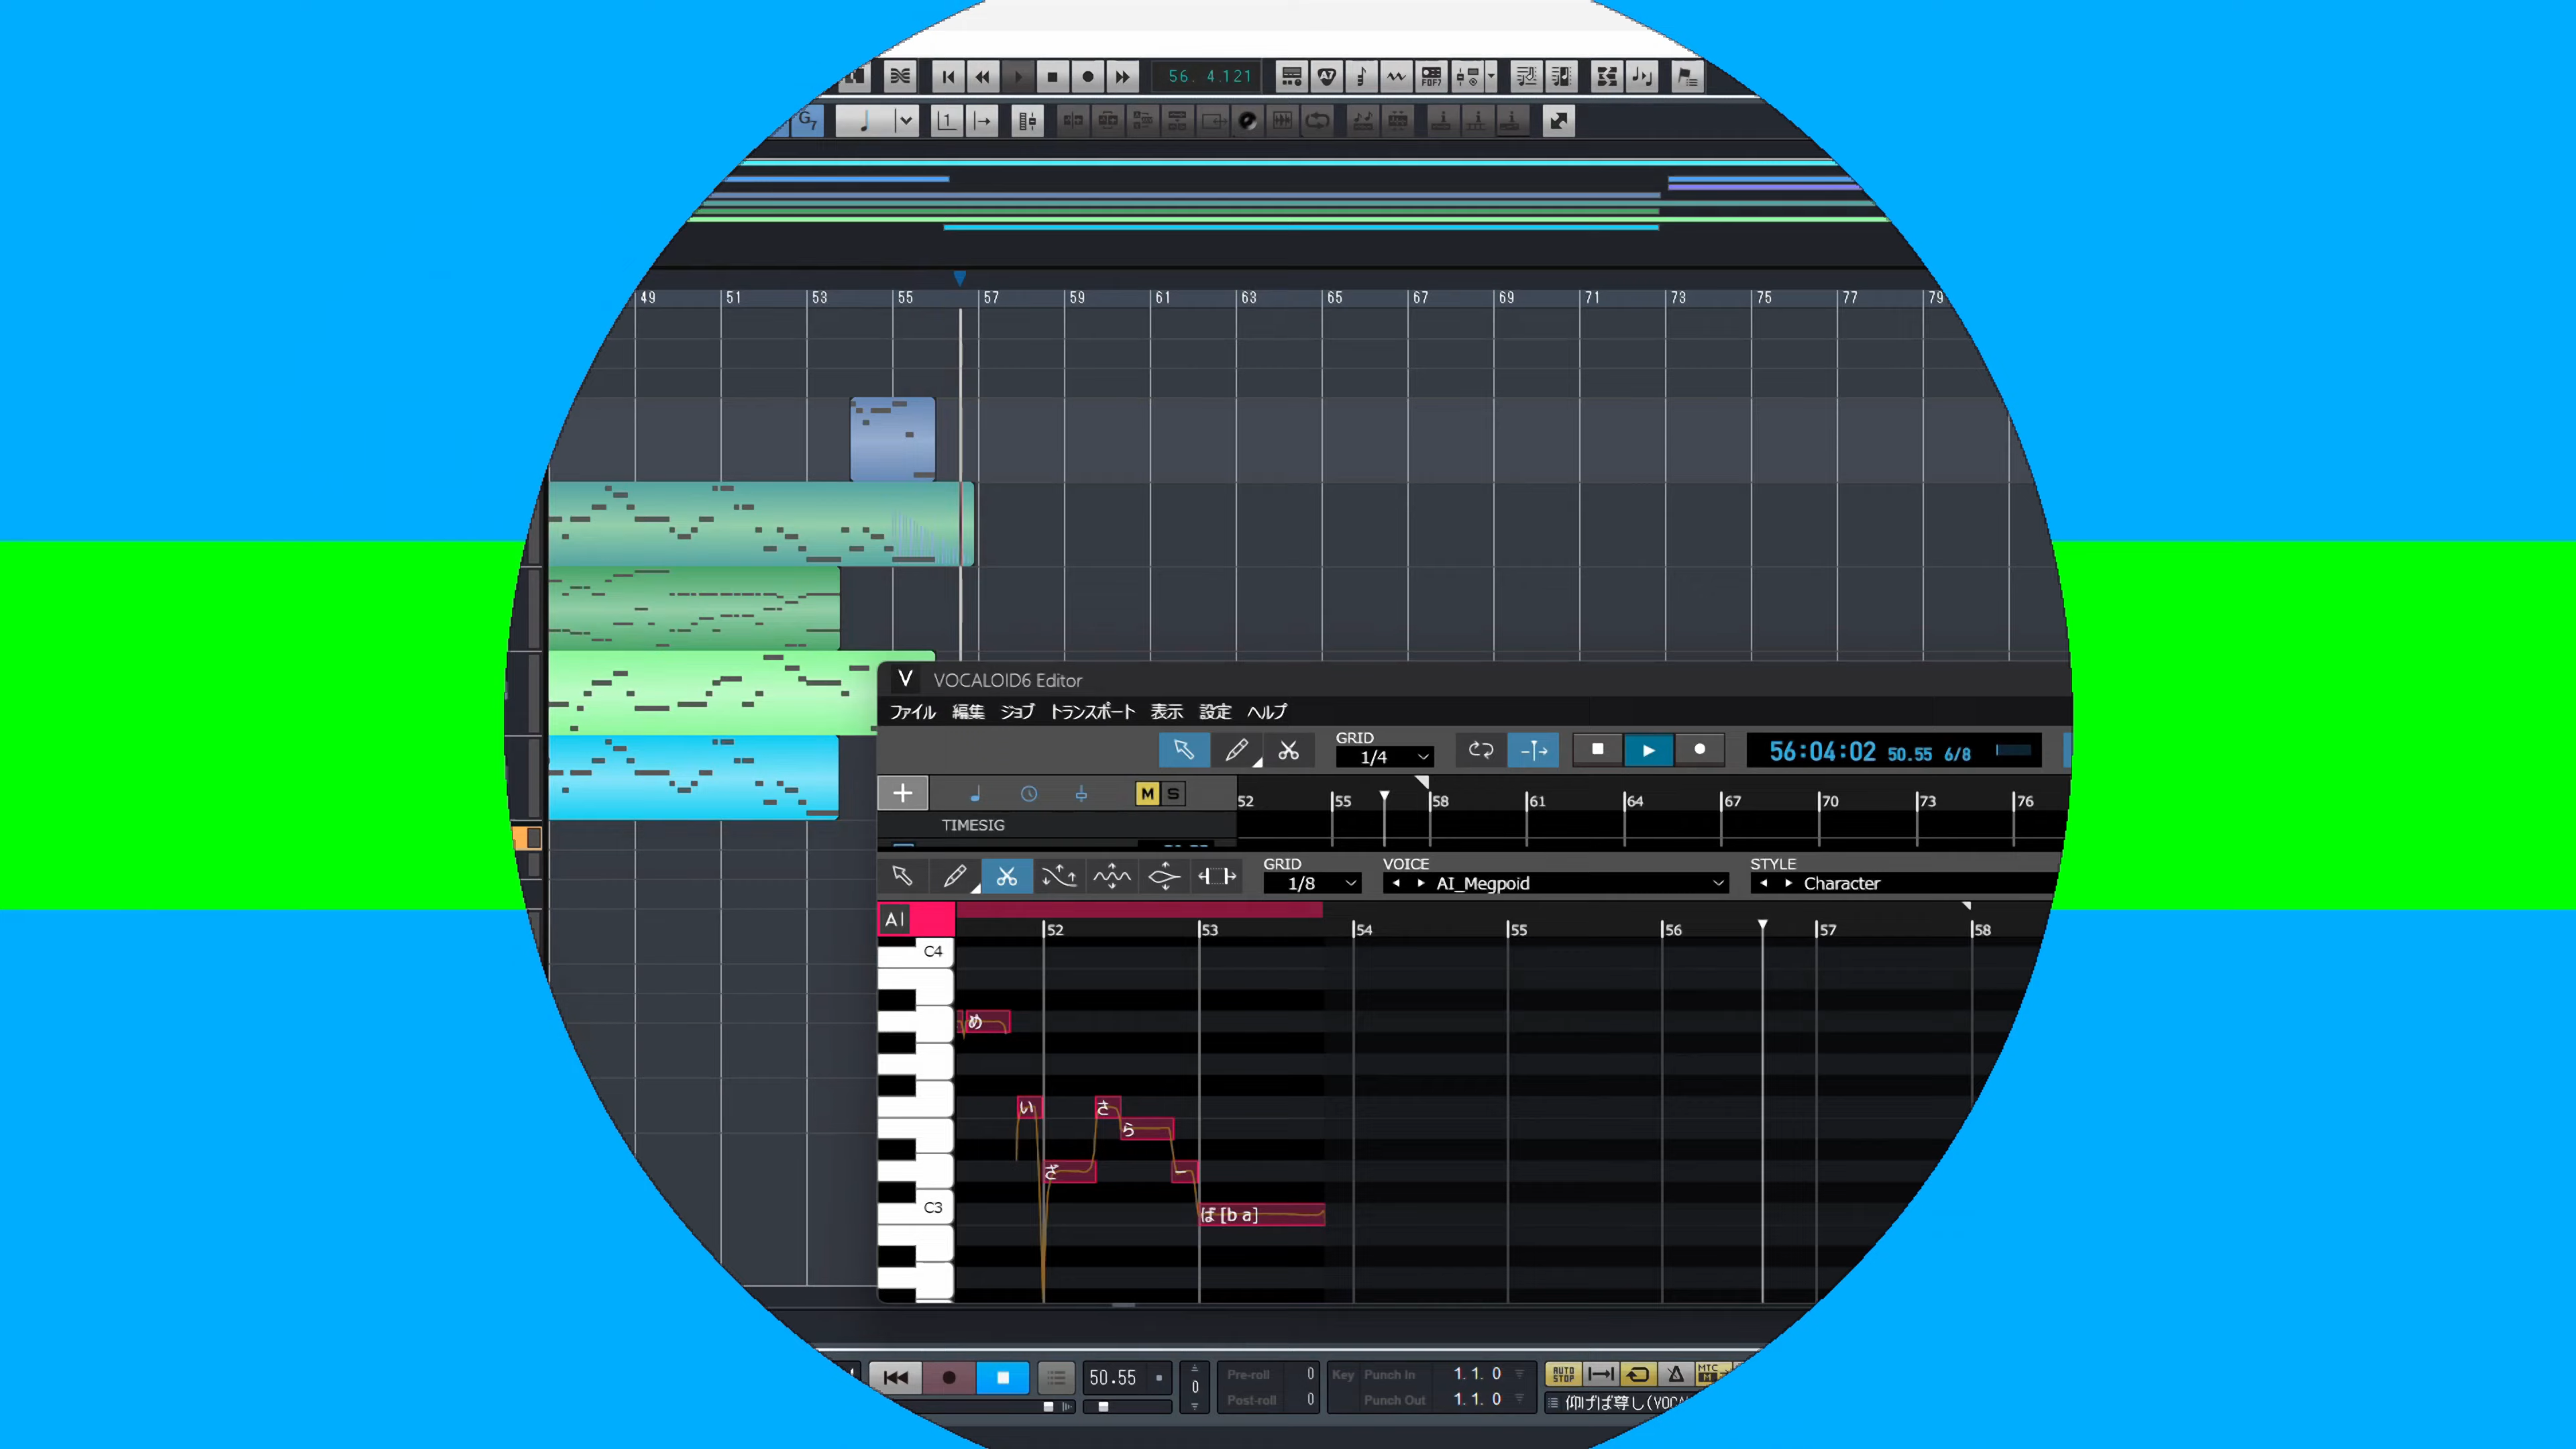 56. 4.121
G7
1
49 51 53 55 57 59 61 63 65 67 69 71 73 75 77 79
V VOCALOID6 Editor
ファイル 編集 ジョブ トランスポート 表示 設定 ヘルプ
GRID
1/4
56:04:02 50.55 6/8
M S
52 55 58 61 64 67 70 73 76
TIMESIG
GRID VOICE STYLE
1/8 AI_Megpoid Character
AI
52 53 54 55 56 57 58
C4
め
い さ
ら
ざ ー
C3
ば [b a]
50.55
0
Pre-roll 0
Post-roll 0
Key Punch In 1. 1. 0
Punch Out 1. 1. 0
AUTO STOP
MTC
仰げば尊し(VOCA